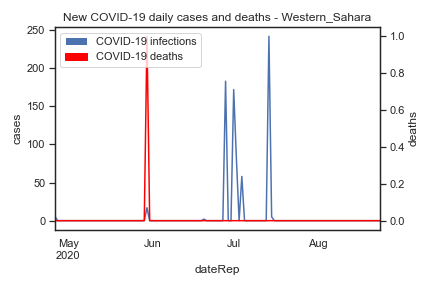 New COVID-19 daily cases and deaths - Western_Sahara
COVID-19 infections
COVID-19 deaths
250
200
150
100
50
0
cases
1.0
0.8
0.6
0.4
0.2
0.0
deaths
May
2020
Jun
Jul
Aug
dateRep